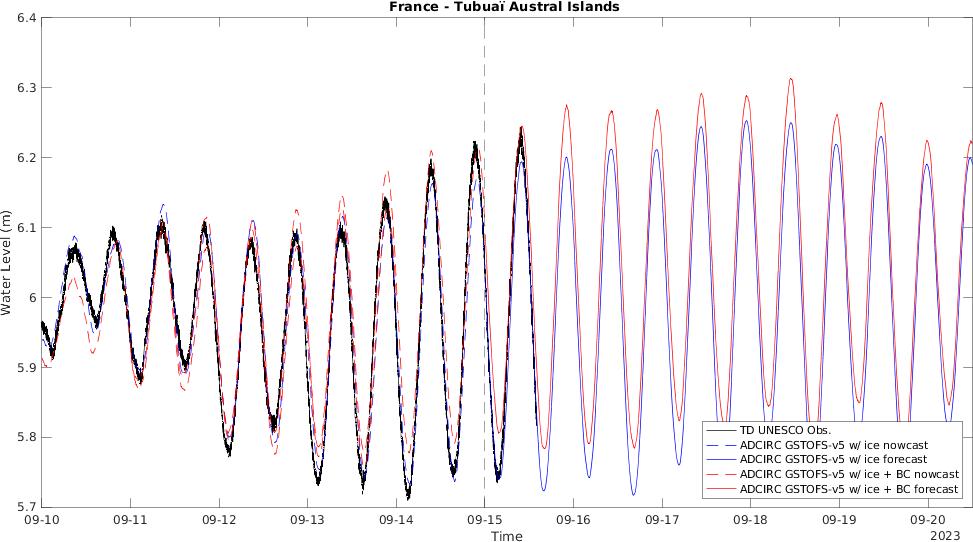 France - Tubuaï Austral Islands
6.4
6.3
6.2
6.1
6
5.9
5.8
5.7
Water Level (m)
TD UNESCO Obs.
ADCIRC GSTOFS-v5 w/ ice nowcast
ADCIRC GSTOFS-v5 w/ ice forecast
ADCIRC GSTOFS-v5 w/ ice + BC nowcast
ADCIRC GSTOFS-v5 w/ ice + BC forecast
09-10 09-11 09-12 09-13 09-14 09-15 09-16 09-17 09-18 09-19 09-20
Time
2023